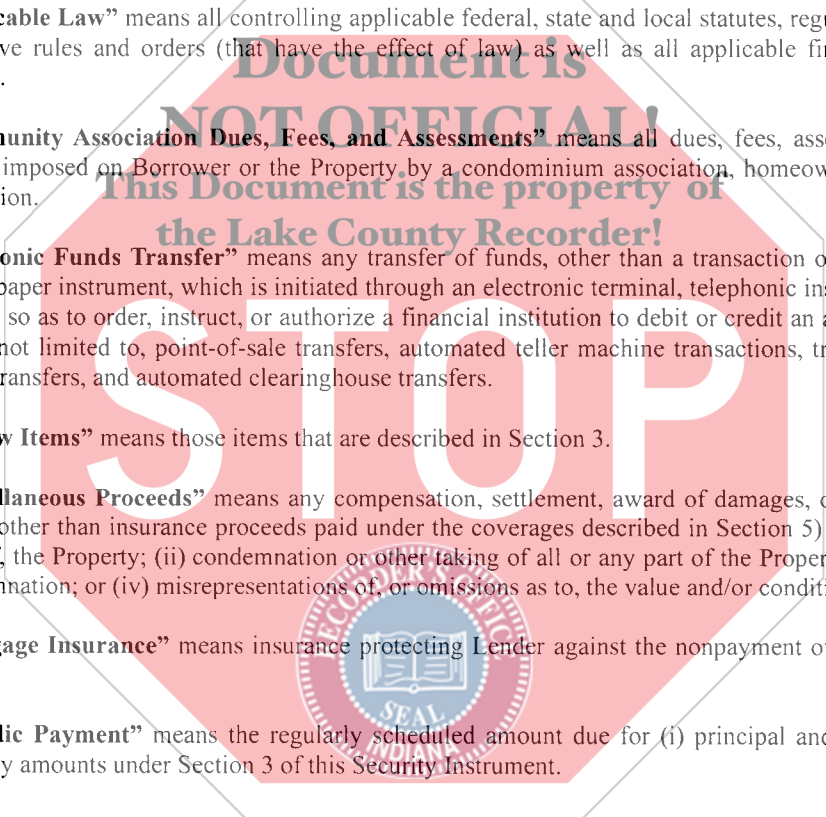 cable Law” means all controlling applicable federal, state and local statutes, regu
ve rules and orders (that have the effect of law) as well as all applicable fin
.
Document is
NOT OFFICIAL!
nunity Association Dues, Fees, and Assessments” means all dues, fees, asse
imposed on Borrower or the Property by a condominium association, homeow
ion.
This Document is the property of
the Lake County Recorder!
onic Funds Transfer” means any transfer of funds, other than a transaction o
paper instrument, which is initiated through an electronic terminal, telephonic ins
so as to order, instruct, or authorize a financial institution to debit or credit an a
not limited to, point-of-sale transfers, automated teller machine transactions, tr
ransfers, and automated clearinghouse transfers.
STOP
w Items” means those items that are described in Section 3.
llaneous Proceeds” means any compensation, settlement, award of damages, o
other than insurance proceeds paid under the coverages described in Section 5)
, the Property; (ii) condemnation or other taking of all or any part of the Proper
nnation; or (iv) misrepresentations of, or omissions as to, the value and/or conditi
RECORDER'S OFFICE
gage Insurance” means insurance protecting Lender against the nonpayment o
SEAL
INDIANA
lic Payment” means the regularly scheduled amount due for (i) principal and
y amounts under Section 3 of this Security Instrument.